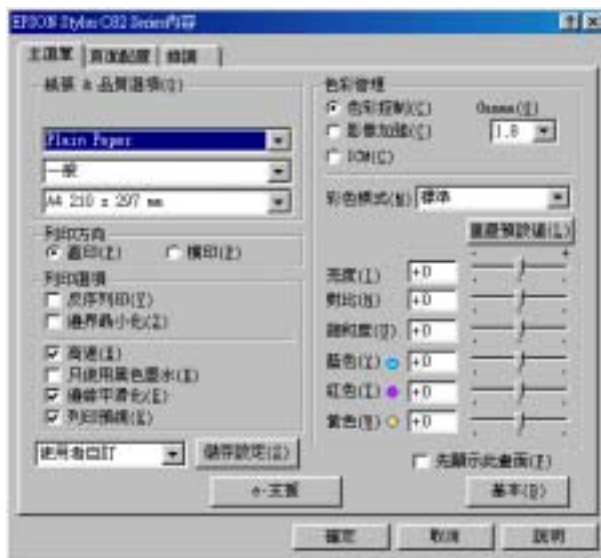 EPSON Stylus C82 Series內容
主選單 頁面配置 維護
紙張 & 品質選項(Q)
Plain Paper
一般
A4 210 x 297 mm
列印方向
直印(P) 橫印(P)
列印選項
反序列印(V)
邊界最小化(Z)
高速(X)
只使用黑色墨水(K)
邊緣平滑化(E)
列印預視(K)
使用者自訂 儲存設定(S)
e-支援
色彩管理
色彩控制(C) Gamma(U)
影像加強(C) 1.8
ICM(C)
彩色模式(N) 標準
重慶預設值(L)
- +
亮度(I) +0
對比(N) +0
飽和度(U) +0
藍色(Y) +0
紅色(T) +0
黃色(B) +0
先顯示此畫面(F)
基本(B)
確定 取消 說明